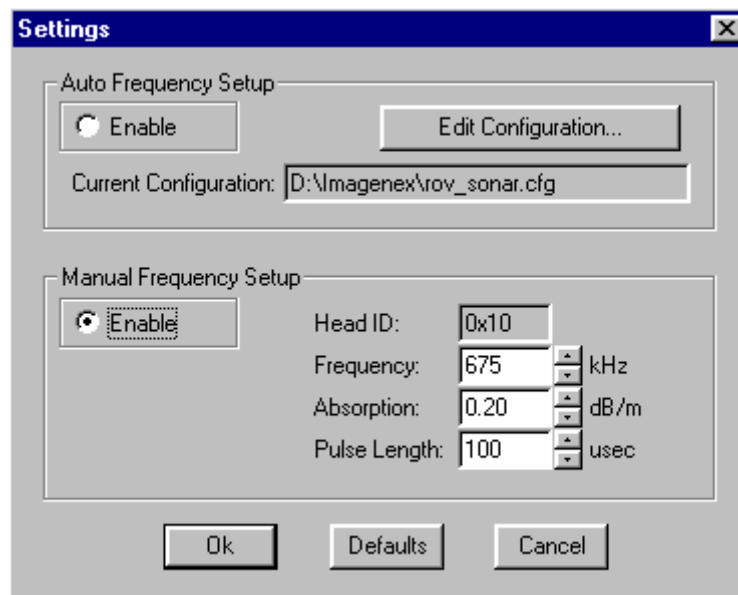 Settings
Auto Frequency Setup
Enable
Edit Configuration...
Current Configuration: D:\Imagenex\rov_sonar.cfg
Manual Frequency Setup
Enable
Head ID: 0x10
Frequency: 675 kHz
Absorption: 0.20 dB/m
Pulse Length: 100 usec
Ok Defaults Cancel